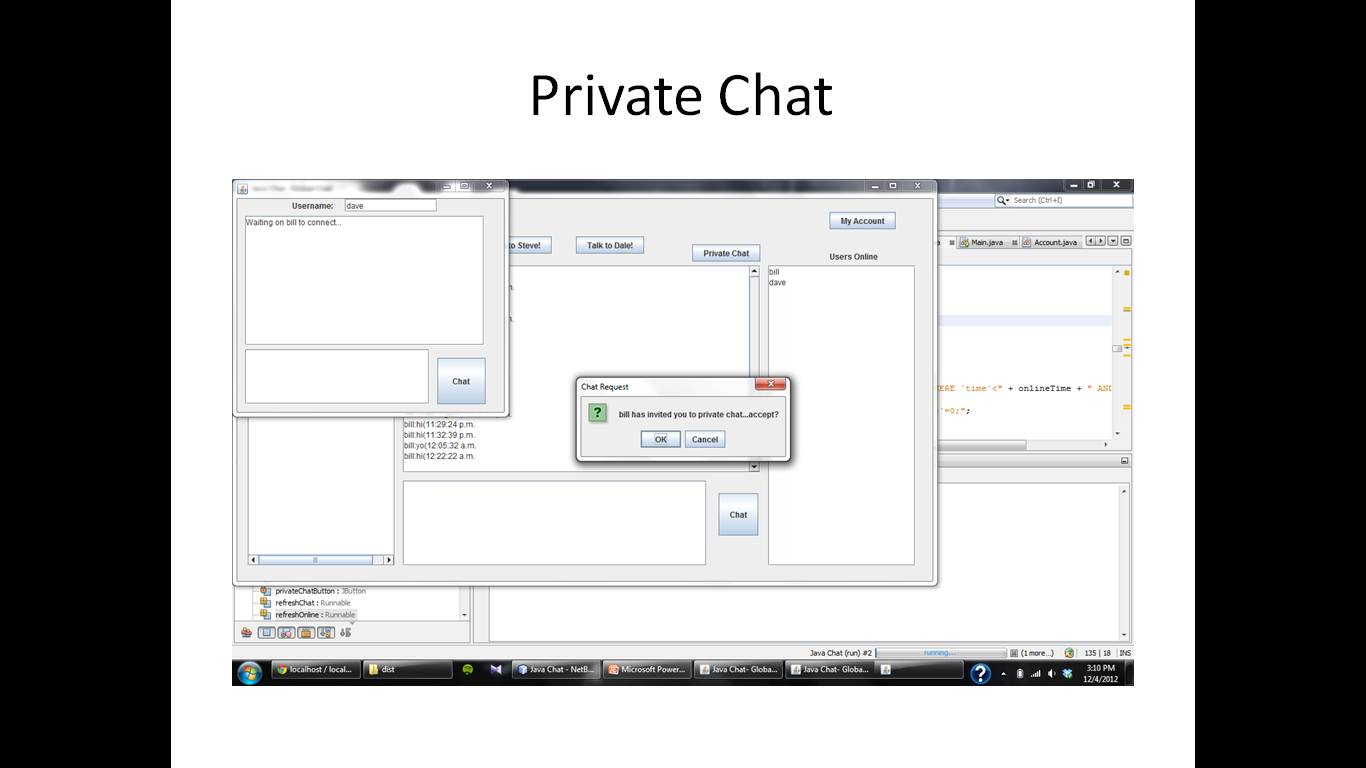 Private Chat
Username: dave
Waiting on bill to connect...
Chat
My Account
to Steve!
Talk to Dale!
Private Chat
Users Online
bill
dave
Chat Request
bill has invited you to private chat...accept?
OK
Cancel
bill:hi(11:29:24 p.m.
bill:hi(11:32:39 p.m.
bill:yo(12:05:32 a.m.
bill:hi(12:22:22 a.m.
Chat
Search (Ctrl+I)
Main.java
Account.java
ERE `time`<" + onlineTime + " AND
`=0;";
privateChatButton : JButton
refreshChat : Runnable
refreshOnline : Runnable
Java Chat (run) #2
running...
(1 more...)
135 | 18
INS
localhost / local...
dist
Java Chat - NetB...
Microsoft Power...
Java Chat- Globa...
Java Chat- Globa...
3:10 PM
12/4/2012